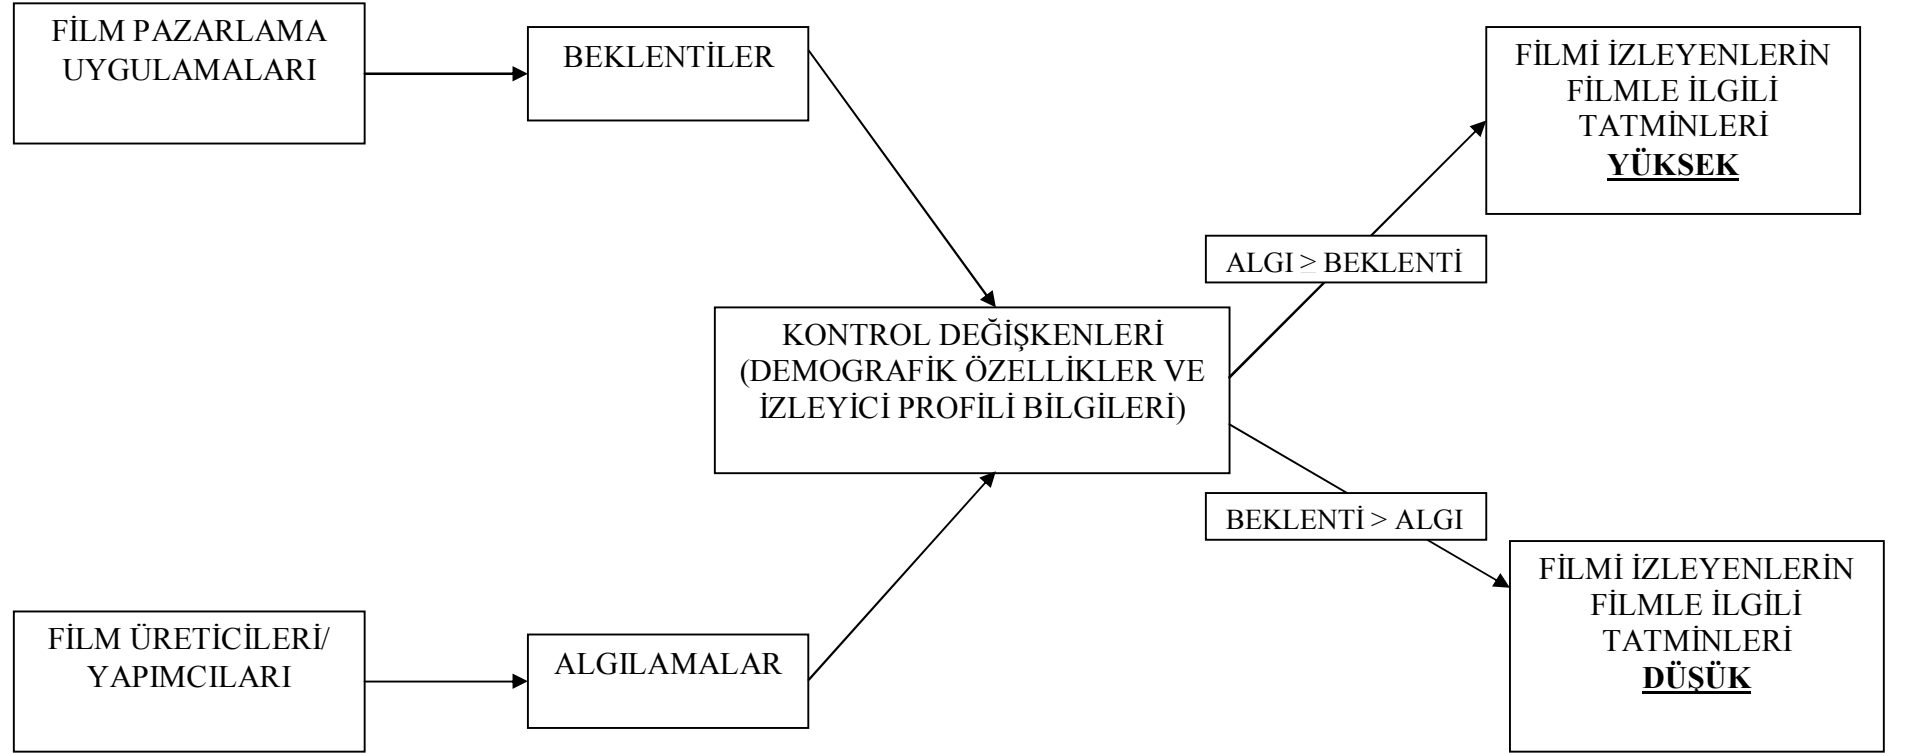 FİLM PAZARLAMA
UYGULAMALARI
BEKLENTİLER
FİLMİ İZLEYENLERİN
FİLMLE İLGİLİ
TATMİNLERİ
YÜKSEK
ALGI ≥ BEKLENTİ
KONTROL DEĞİŞKENLERİ
(DEMOGRAFİK ÖZELLİKLER VE
İZLEYİCİ PROFİLİ BİLGİLERİ)
BEKLENTİ > ALGI
FİLMİ İZLEYENLERİN
FİLMLE İLGİLİ
TATMİNLERİ
DÜŞÜK
FİLM ÜRETİCİLERİ/
YAPIMCILARI
ALGILAMALAR